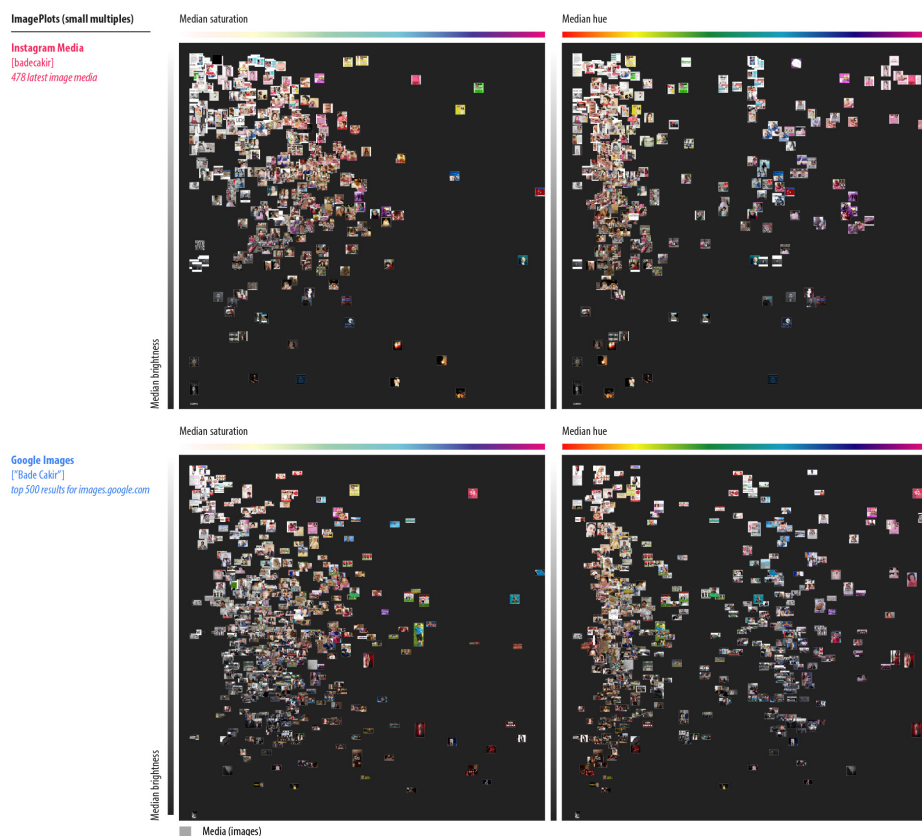 ImagePlots (small multiples)
Median saturation
Median hue
Instagram Media
[badecakir]
478 latest image media
Median brightness
Median saturation
Median hue
Google Images
["Bade Cakir"]
top 500 results for images.google.com
Median brightness
Media (images)